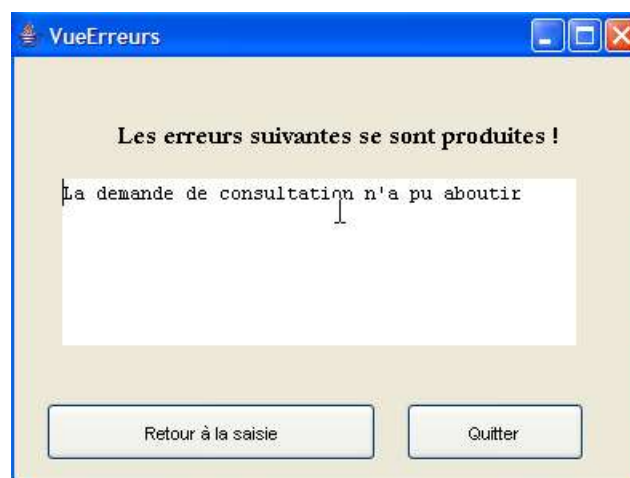 VueErreurs
Les erreurs suivantes se sont produites !
La demande de consultation n'a pu aboutir
Retour à la saisie
Quitter